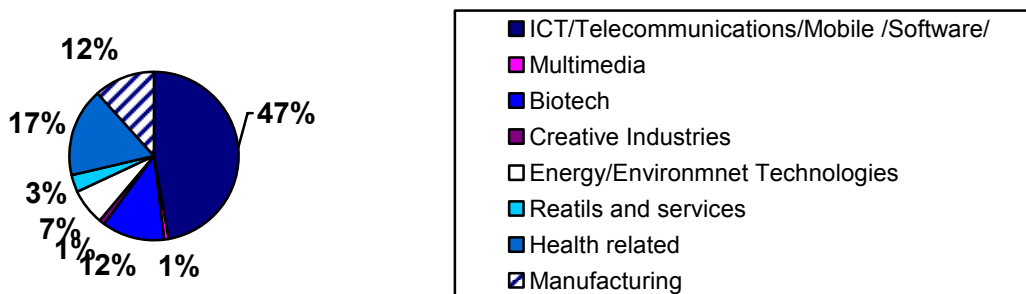 12%
47%
17%
3%
7%
1%
12%
1%
ICT/Telecommunications/Mobile /Software/
Multimedia
Biotech
Creative Industries
Energy/Environmnet Technologies
Reatils and services
Health related
Manufacturing